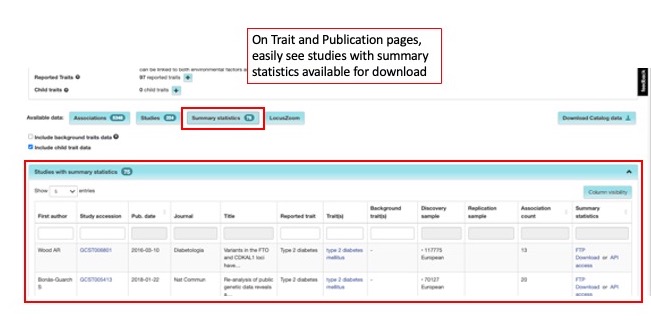 On Trait and Publication pages,
easily see studies with summary
statistics available for download
can be linked to both environmental factors a
Reported Traits
97 reported traits +
Child traits
0 child traits +
feedback
Available data: Associations Studies Summary statistics 75 LocusZoom Download Catalog data
Include background traits data
Include child trait data
Studies with summary statistics 75
Show 5 entries Column visibility
First author Study accession Pub. date Journal Title Reported trait Trait(s) Background trait(s) Discovery sample Replication sample Association count Summary statistics
Wood AR 2016-03-10 Diabetologia Variants in the FTO Type 2 diabetes type 2 diabetes - 117775 13 FTP
and CDKAL1 loci mellitus European Download or API
have... access
Bonàs-Guarch GCST005413 2018-01-22 Nat Commun Re-analysis of public Type 2 diabetes type 2 diabetes - 70127 20 FTP
S genetic data reveals mellitus European Download or API
a... access